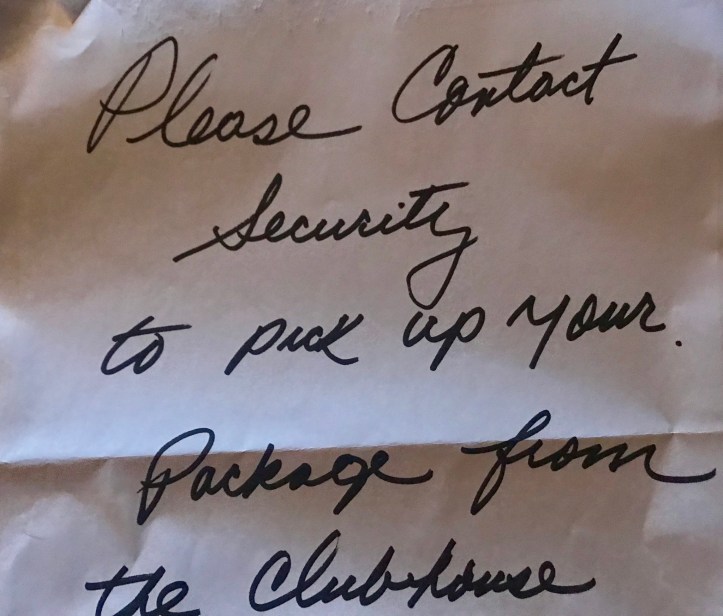 Please Contact
Security
to pick up your.
Package from
the Clubhouse